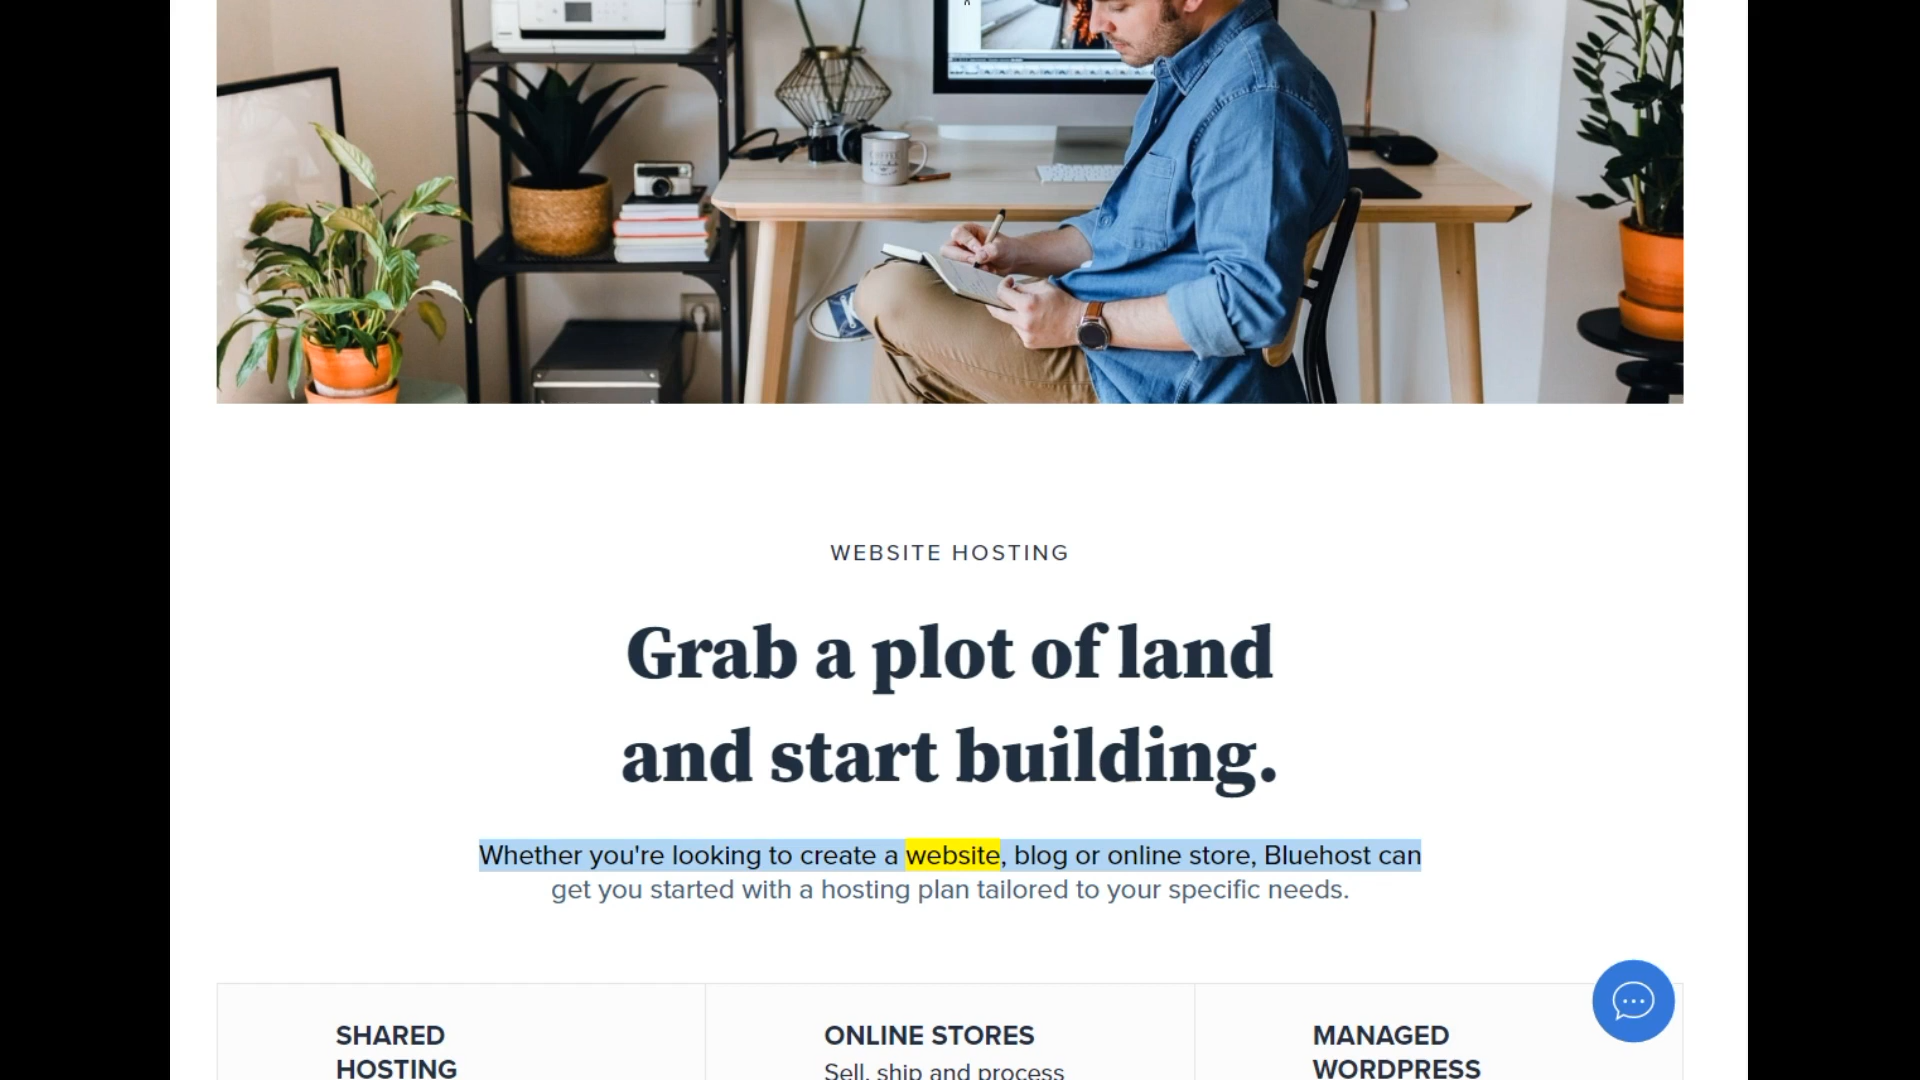 COFFEE
WEBSITE HOSTING
Grab a plot of land
and start building.
Whether you're looking to create a website, blog or online store, Bluehost can
get you started with a hosting plan tailored to your specific needs.
SHARED
HOSTING
ONLINE STORES
Sell, ship and process
MANAGED
WORDPRESS